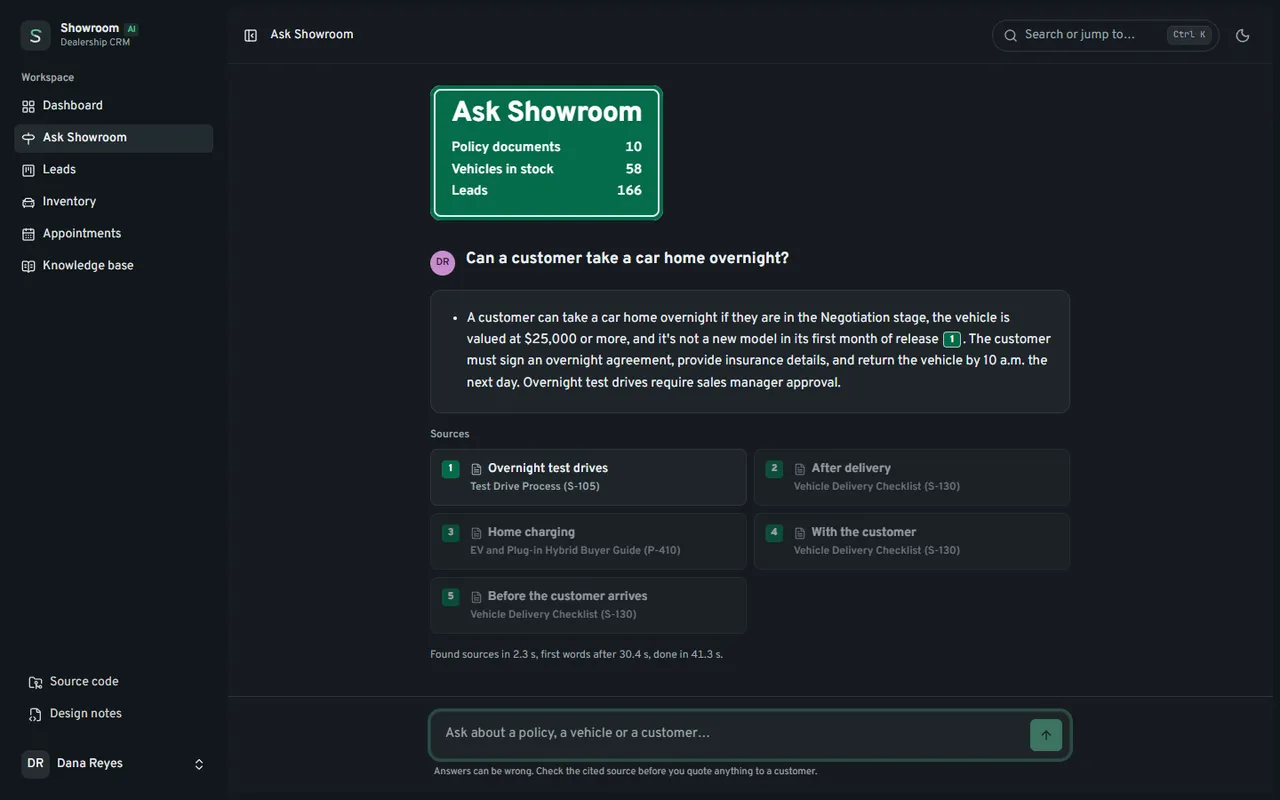 S
Showroom AI
Dealership CRM
Workspace
Dashboard
Ask Showroom
Leads
Inventory
Appointments
Knowledge base
Source code
Design notes
DR Dana Reyes
Ask Showroom
Search or jump to… Ctrl K
Ask Showroom
Policy documents 10
Vehicles in stock 58
Leads 166
DR Can a customer take a car home overnight?
• A customer can take a car home overnight if they are in the Negotiation stage, the vehicle is
valued at $25,000 or more, and it's not a new model in its first month of release 1 . The customer
must sign an overnight agreement, provide insurance details, and return the vehicle by 10 a.m. the
next day. Overnight test drives require sales manager approval.
Sources
1 Overnight test drives
Test Drive Process (S-105)
2 After delivery
Vehicle Delivery Checklist (S-130)
3 Home charging
EV and Plug-in Hybrid Buyer Guide (P-410)
4 With the customer
Vehicle Delivery Checklist (S-130)
5 Before the customer arrives
Vehicle Delivery Checklist (S-130)
Found sources in 2.3 s, first words after 30.4 s, done in 41.3 s.
Ask about a policy, a vehicle or a customer…
Answers can be wrong. Check the cited source before you quote anything to a customer.